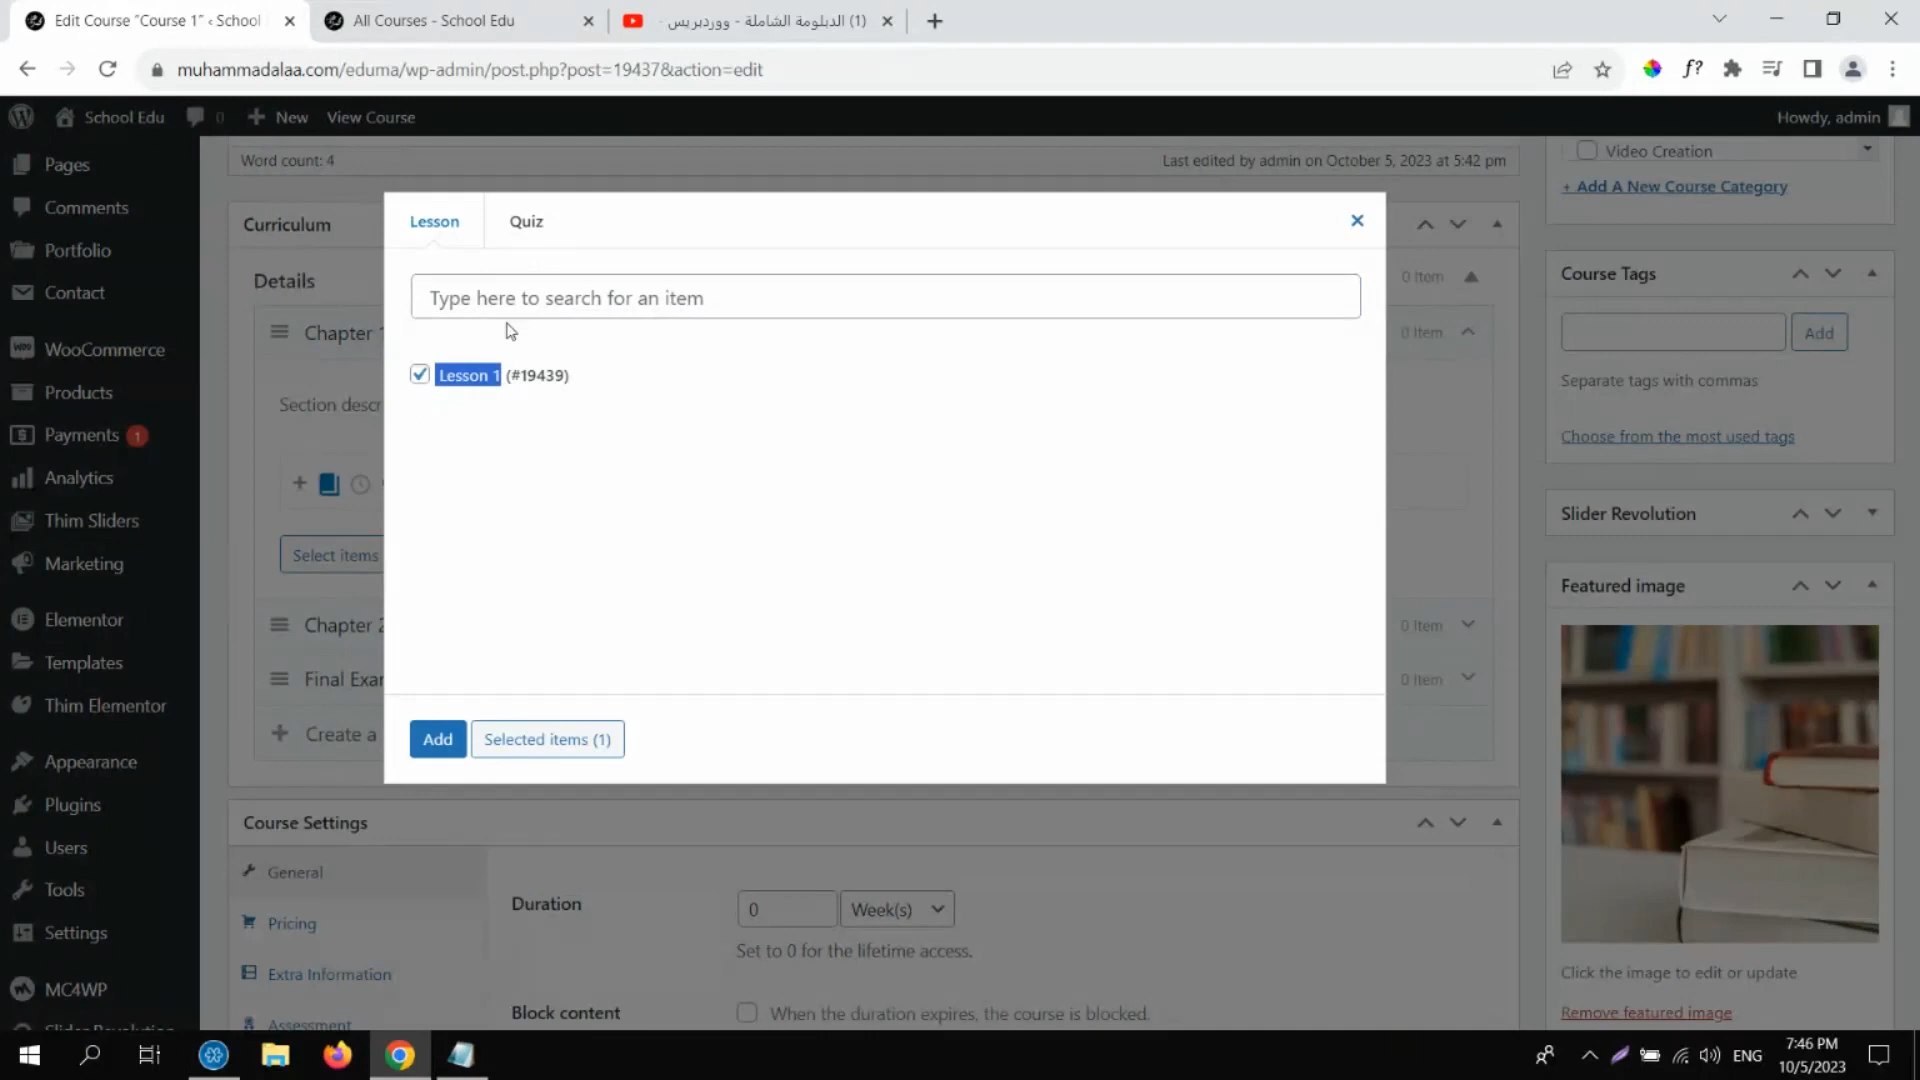 Edit Course “Course 1” ‹ School
All Courses - School Edu
(1) الدبلومة الشاملة - ووردبريس -
muhammadalaa.com/eduma/wp-admin/post.php?post=19437&action=edit
School Edu
0
New
View Course
Howdy, admin
Pages
Comments
Portfolio
Contact
WooCommerce
Products
Payments 1
Analytics
Thim Sliders
Marketing
Elementor
Templates
Thim Elementor
Appearance
Plugins
Users
Tools
Settings
MC4WP
Slider Revolution
Word count: 4
Last edited by admin on October 5, 2023 at 5:42 pm
Curriculum
Details
0 Item
Chapter 1
0 Item
Section descr
Select items
Chapter 2
0 Item
Final Exar
0 Item
Create a
Lesson
Quiz
Type here to search for an item
Lesson 1 (#19439)
Add
Selected items (1)
Course Settings
General
Pricing
Extra Information
Assessment
Duration
0
Week(s)
Set to 0 for the lifetime access.
Block content
When the duration expires, the course is blocked.
Video Creation
+ Add A New Course Category
Course Tags
Add
Separate tags with commas
Choose from the most used tags
Slider Revolution
Featured image
Click the image to edit or update
Remove featured image
ENG
7:46 PM
10/5/2023